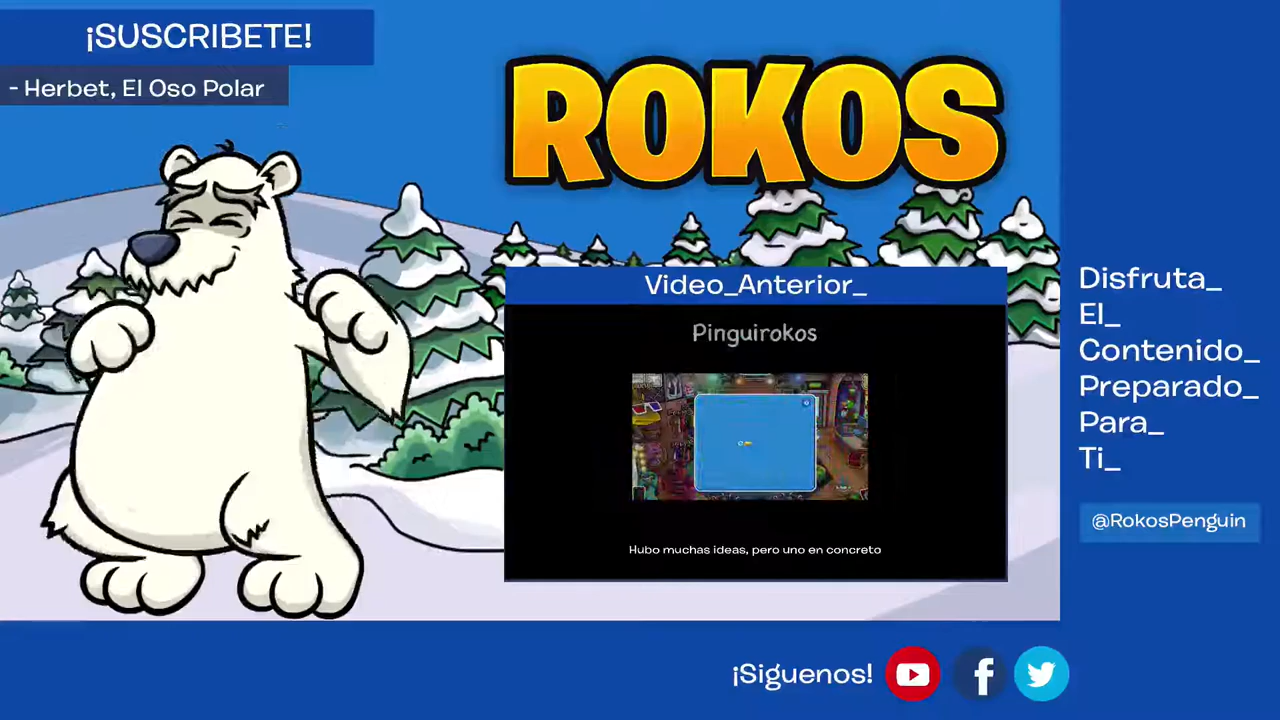 ¡SUSCRIBETE!
- Herbet, El Oso Polar
ROKOS
Video_Anterior_
Pinguirokos
Hubo muchas ideas, pero uno en concreto
Disfruta_
El_
Contenido_
Preparado_
Para_
Ti_
@RokosPenguin
¡Siguenos!